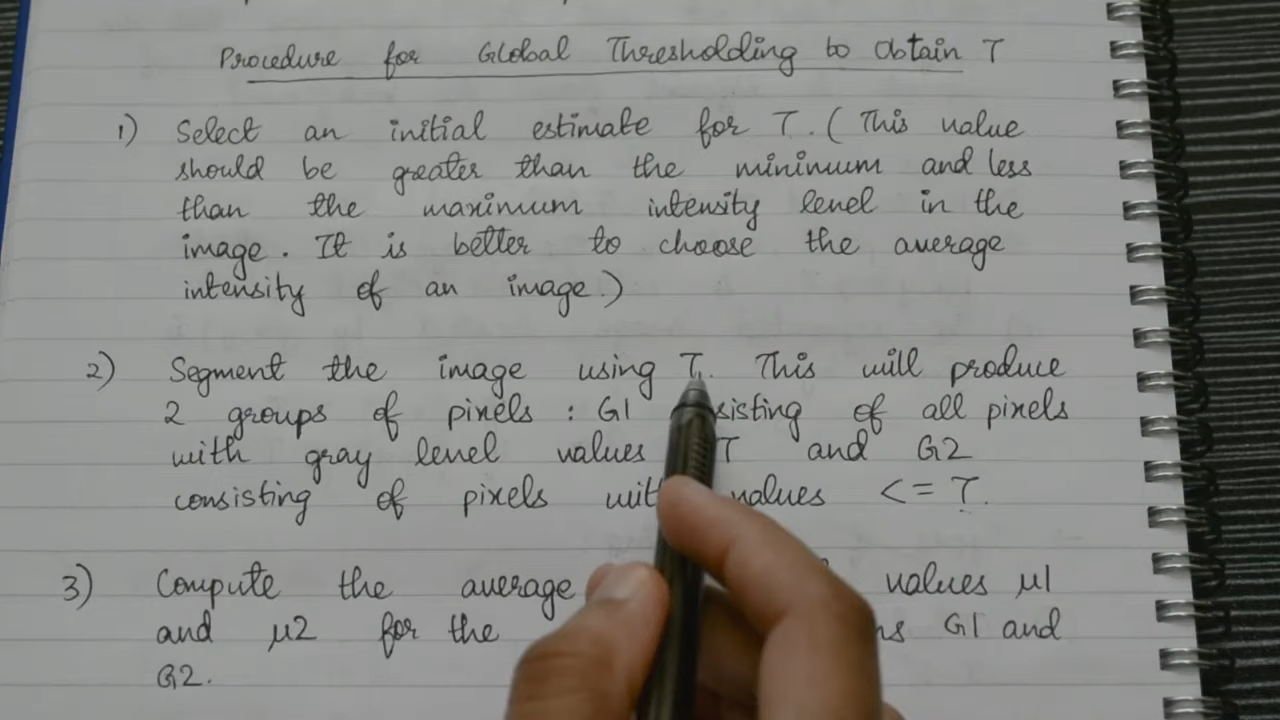 Procedure for Global Thresholding to Obtain T
1) Select an initial estimate for T. (This value
should be greater than the minimum and less
than the maximum intensity level in the
image. It is better to choose the average
intensity of an image.)
2) Segment the image using T. This will produce
2 groups of pixels : G1 sisting of all pixels
with gray level values T and G2
consisting of pixels with values <= T.
3) Compute the average values μ1
and μ2 for the G1 and
G2.